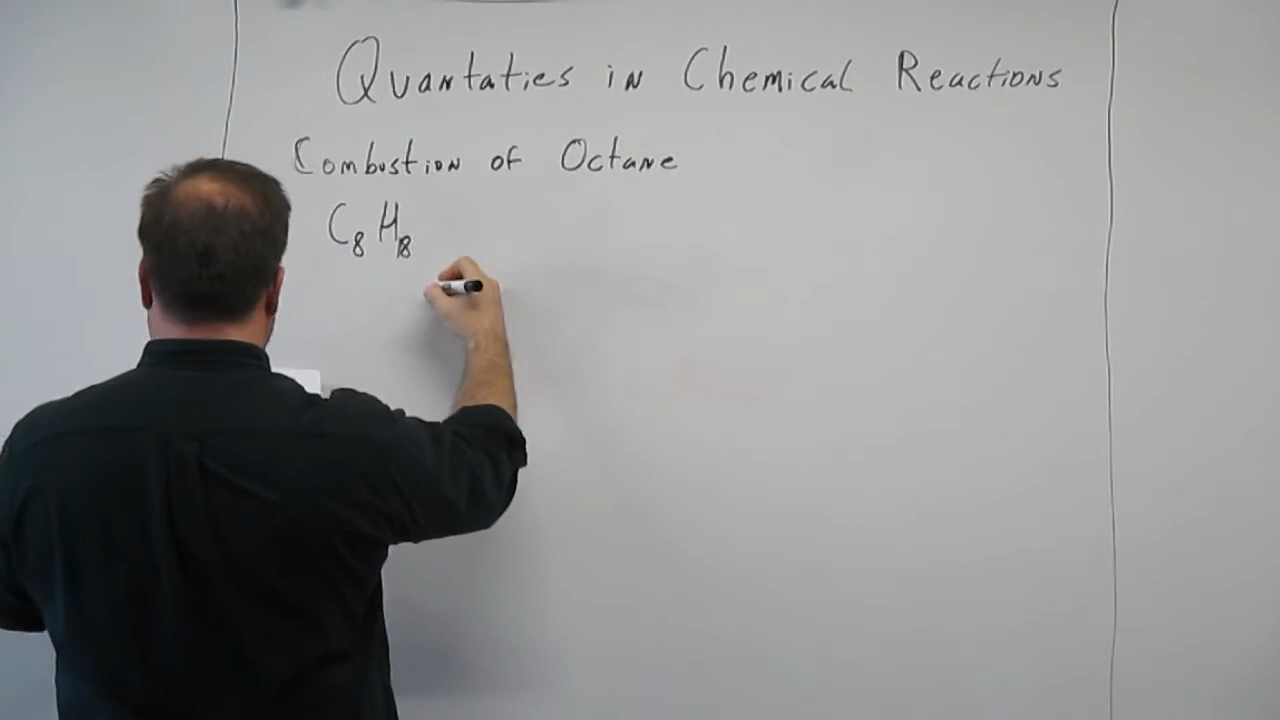 Quantaties in Chemical Reactions
Combustion of Octane
C₈H₁₈